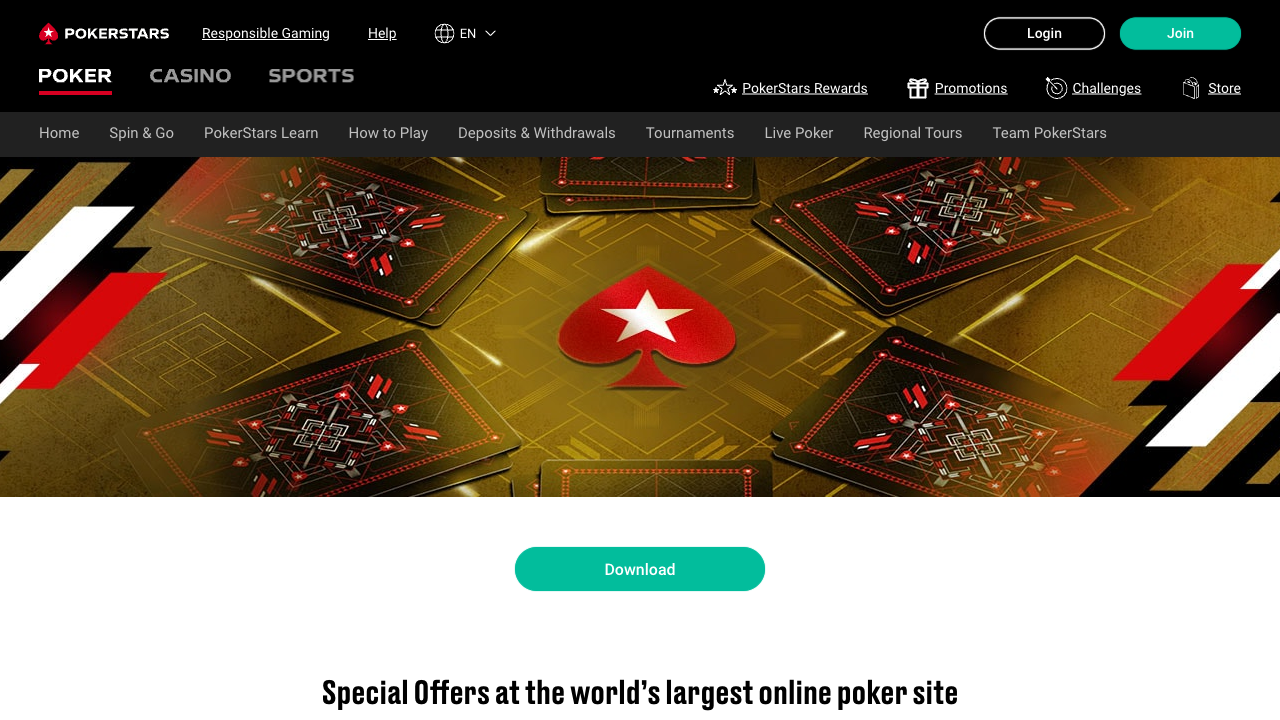 POKERSTARS Responsible Gaming Help EN Login Join
POKER CASINO SPORTS
PokerStars Rewards Promotions Challenges Store
Home Spin & Go PokerStars Learn How to Play Deposits & Withdrawals Tournaments Live Poker Regional Tours Team PokerStars
Download
Special Offers at the world’s largest online poker site